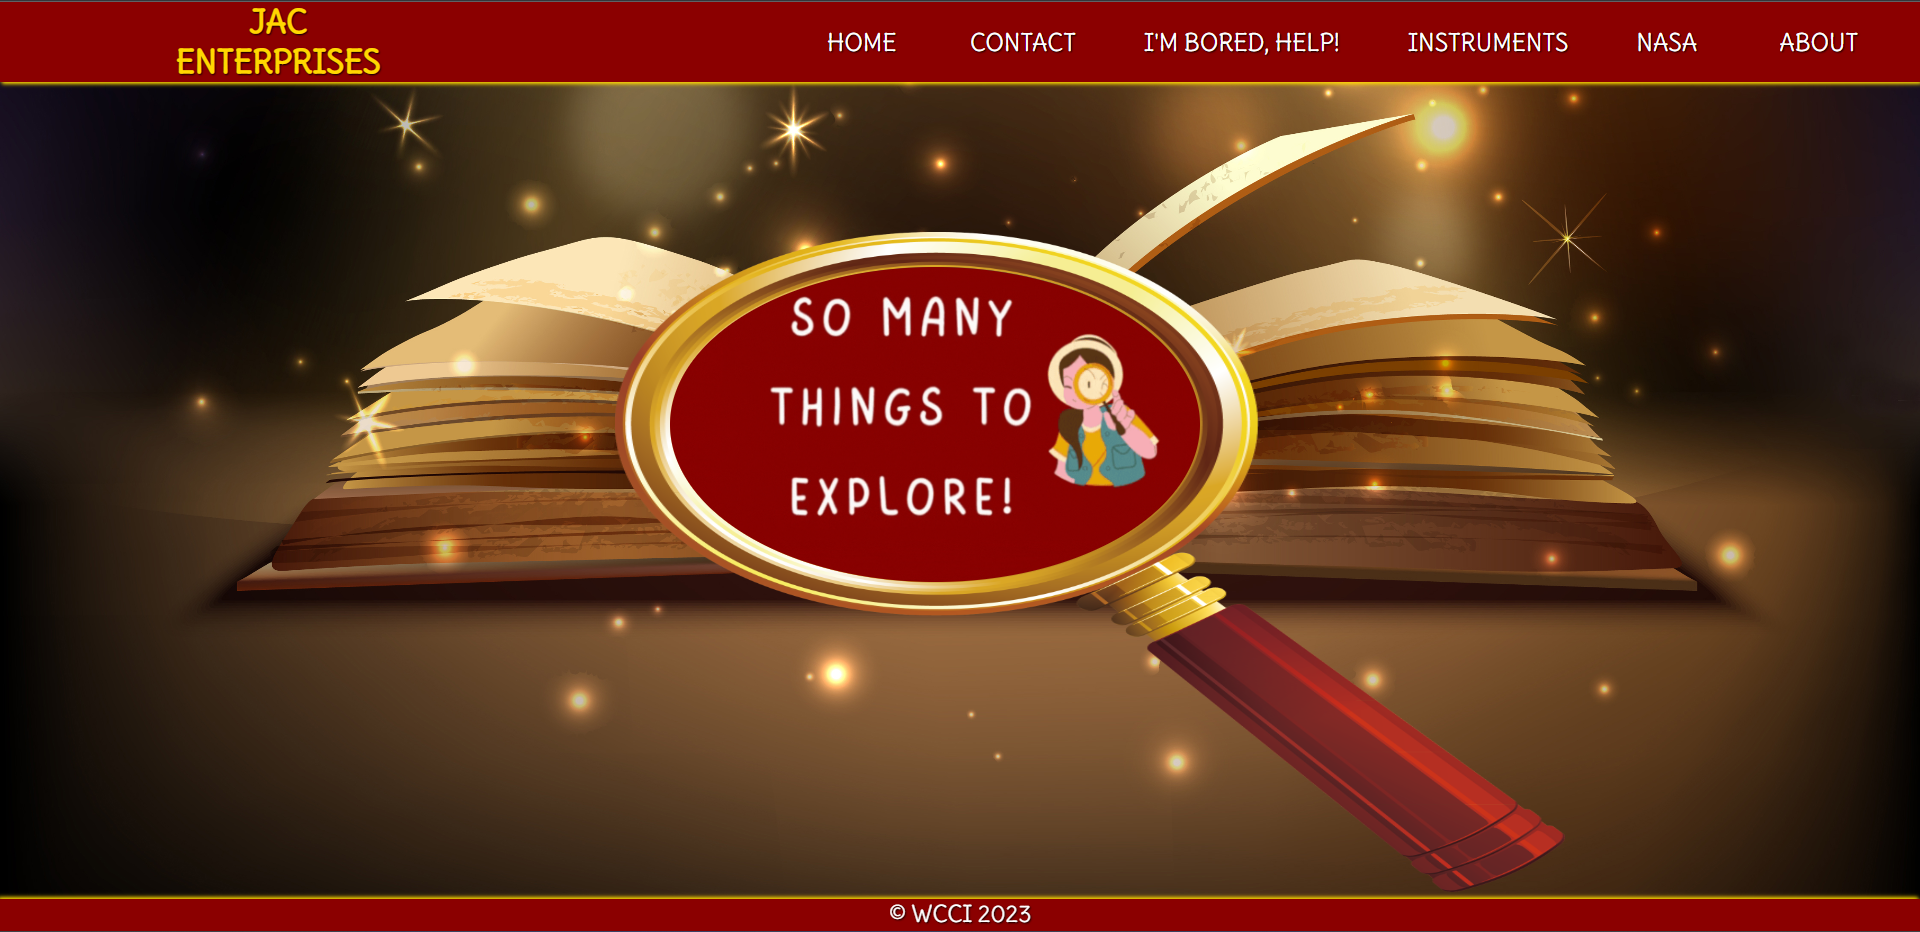 JAC
ENTERPRISES
HOME CONTACT I'M BORED, HELP! INSTRUMENTS NASA ABOUT
SO MANY
THINGS TO
EXPLORE!
© WCCI 2023